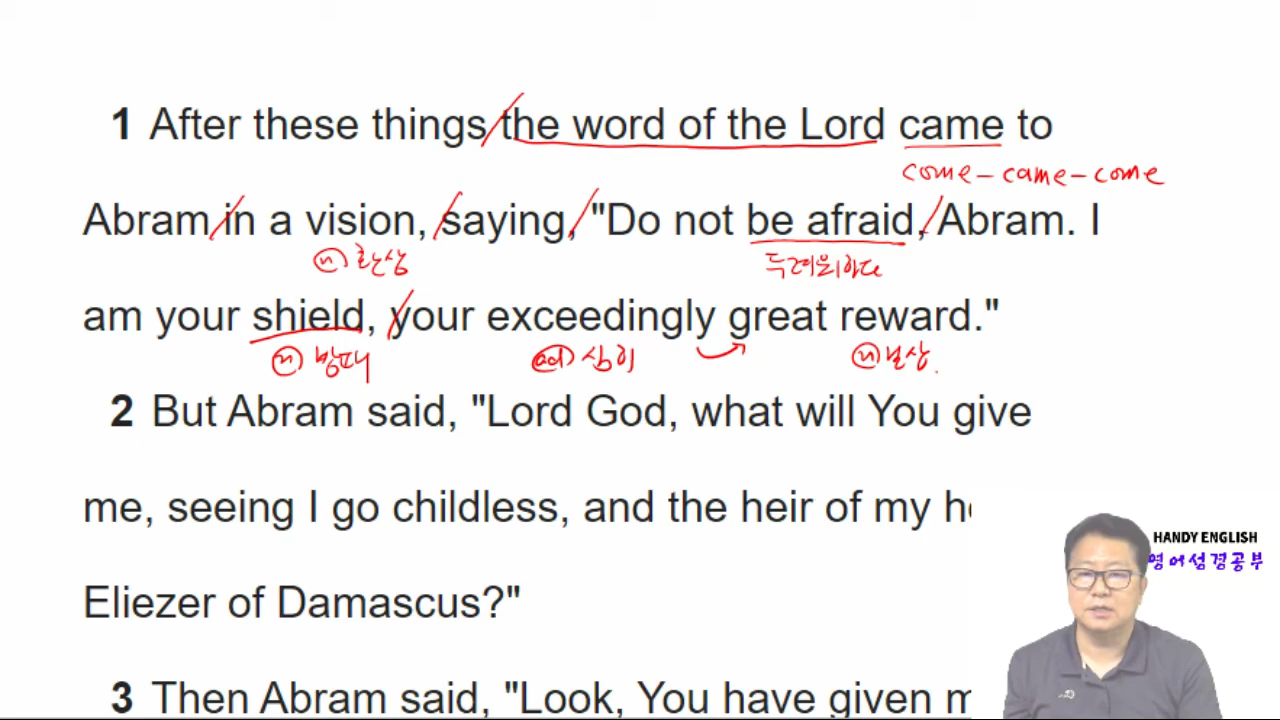 1 After these things the word of the Lord came to
come - came - come
Abram in a vision, saying, "Do not be afraid, Abram. I
ⓝ 환상 두려워하다
am your shield, your exceedingly great reward."
ⓝ 방패 ad 심히 ⓝ 보상.
2 But Abram said, "Lord God, what will You give
me, seeing I go childless, and the heir of my
Eliezer of Damascus?"
3 Then Abram said, "Look, You have given
HANDY ENGLISH
영어성경공부